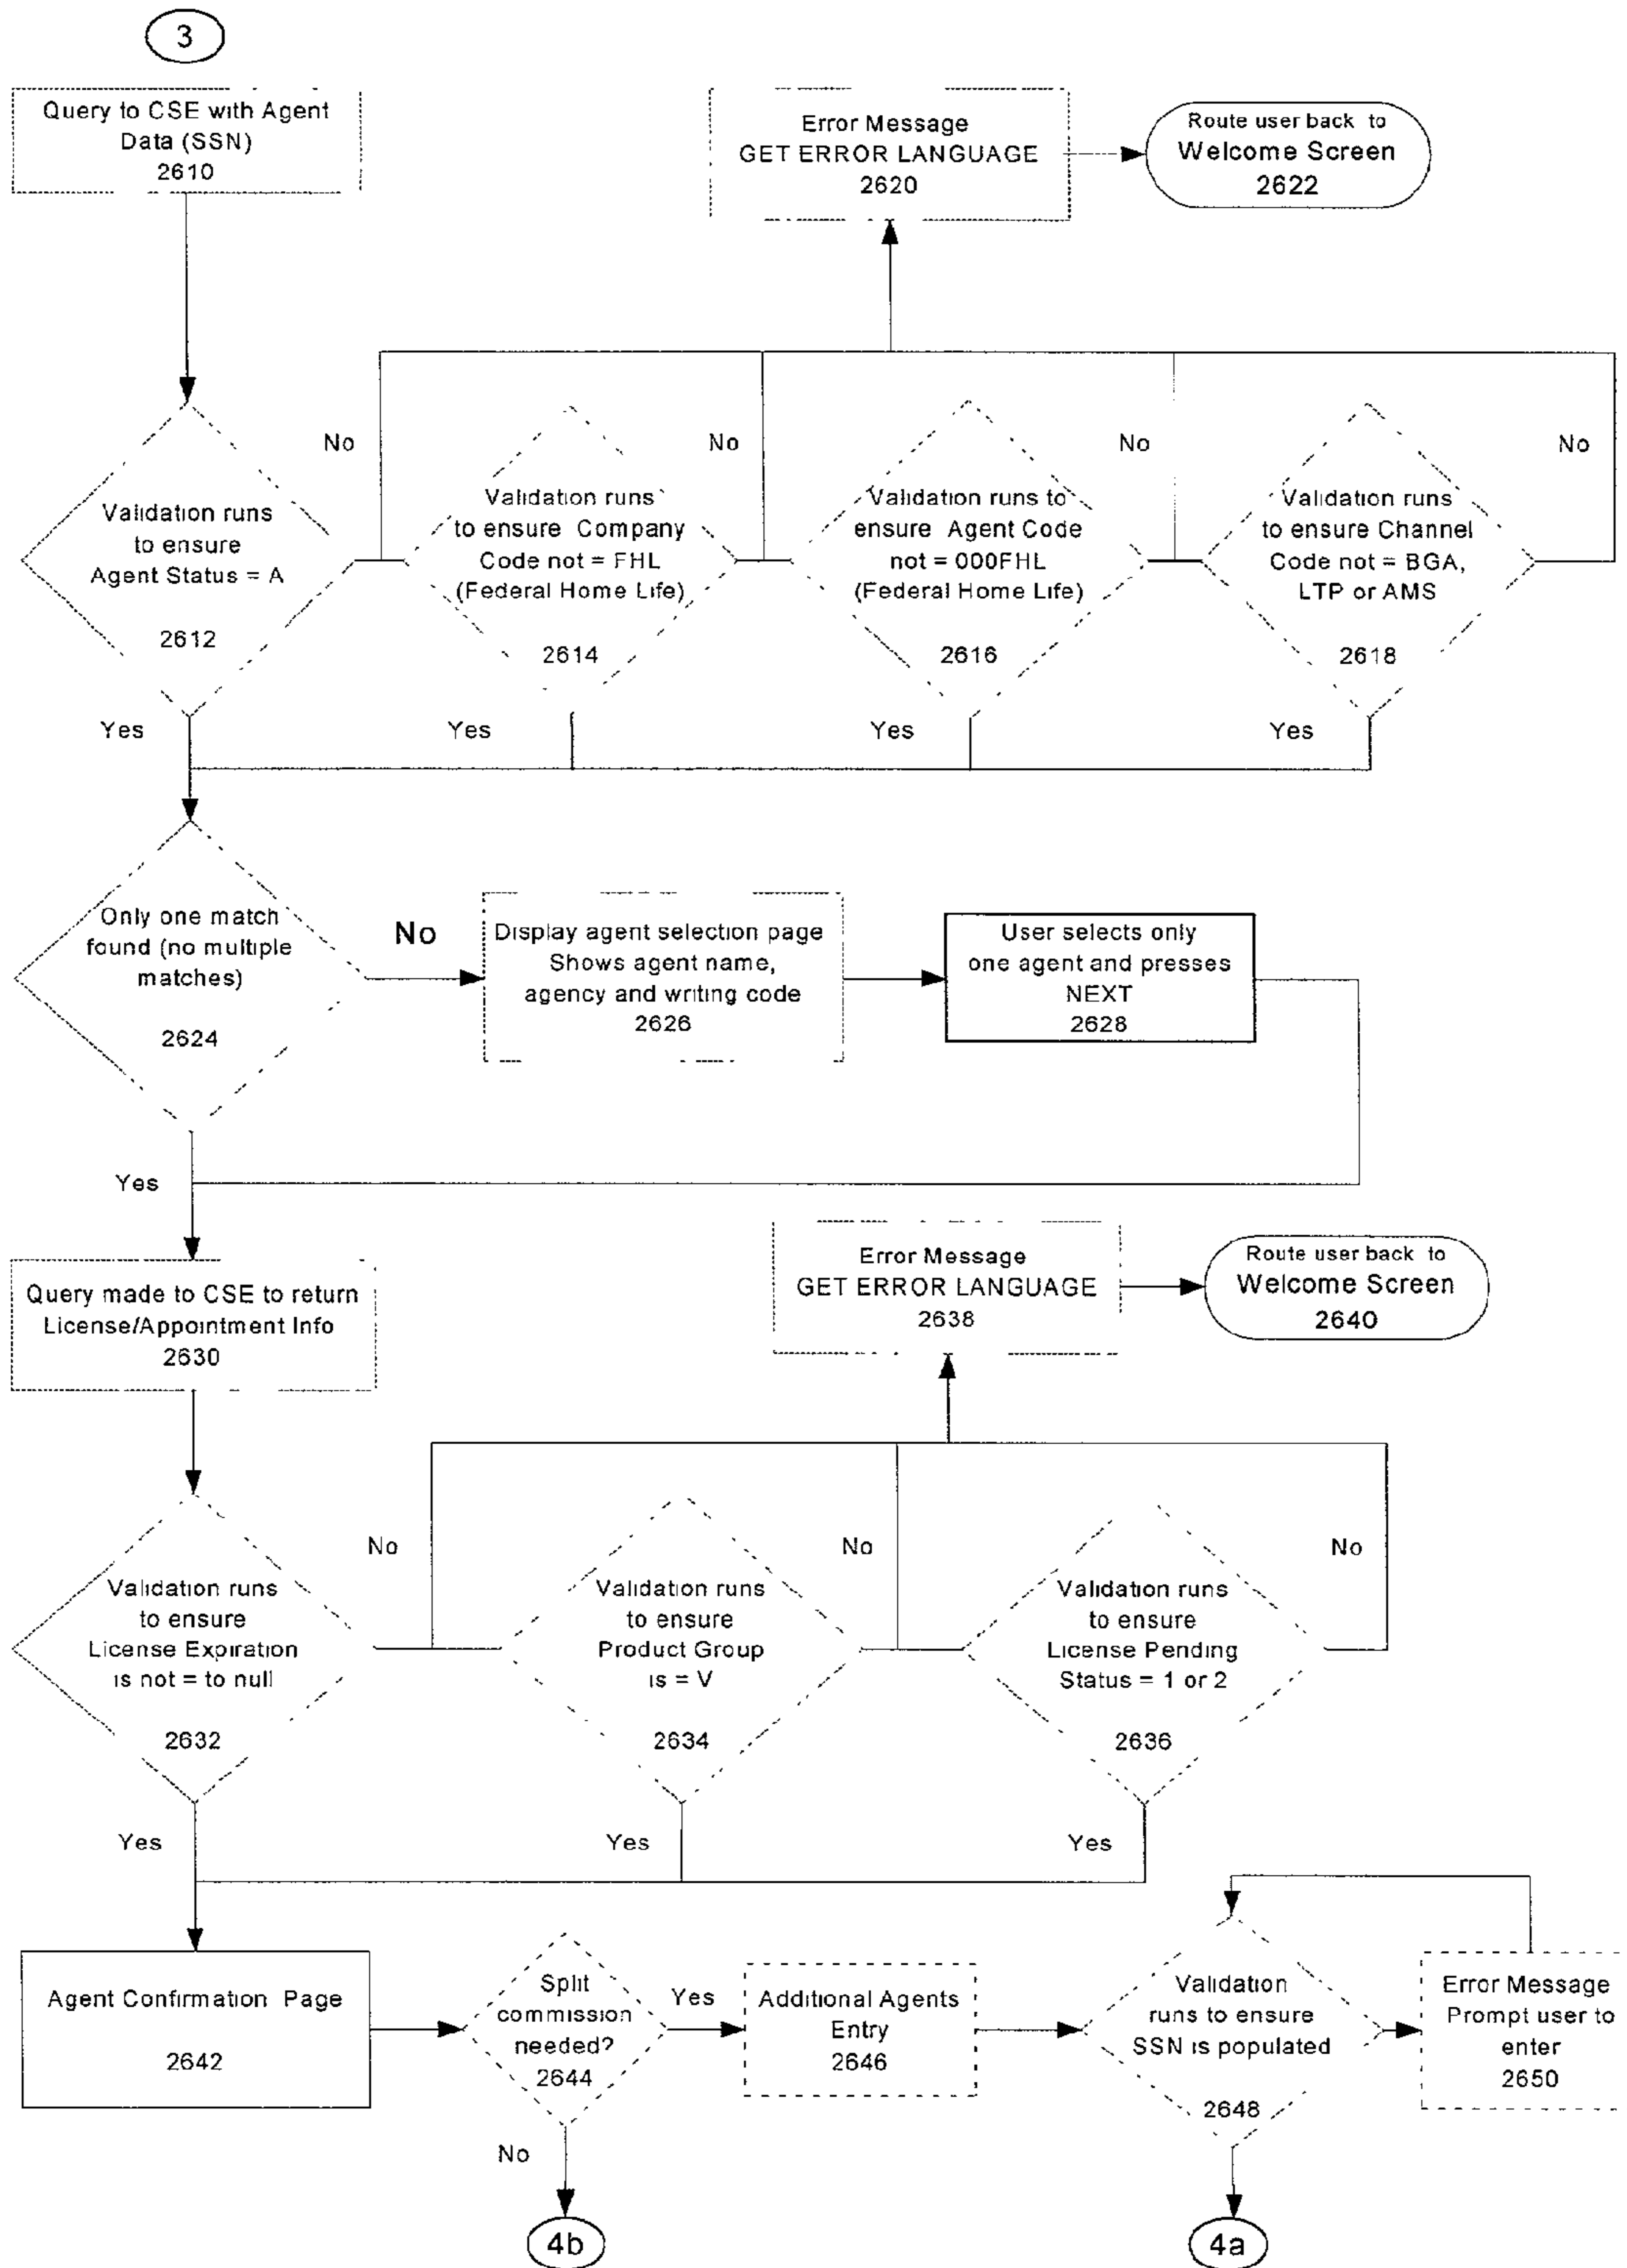 3
Query to CSE with Agent
Data (SSN)
2610
Error Message
GET ERROR LANGUAGE
2620
Route user back to
Welcome Screen
2622
No
No
No
No
Validation runs
to ensure
Agent Status = A
2612
Validation runs
to ensure Company
Code not = FHL
(Federal Home Life)
2614
Validation runs to
ensure Agent Code
not = 000FHL
(Federal Home Life)
2616
Validation runs
to ensure Channel
Code not = BGA,
LTP or AMS
2618
Yes
Yes
Yes
Yes
Only one match
found (no multiple
matches)
2624
No
Display agent selection page
Shows agent name,
agency and writing code
2626
User selects only
one agent and presses
NEXT
2628
Yes
Query made to CSE to return
License/Appointment Info
2630
Error Message
GET ERROR LANGUAGE
2638
Route user back to
Welcome Screen
2640
No
No
No
Validation runs
to ensure
License Expiration
is not = to null
2632
Validation runs
to ensure
Product Group
is = V
2634
Validation runs
to ensure
License Pending
Status = 1 or 2
2636
Yes
Yes
Yes
Agent Confirmation Page
2642
Split
commission
needed?
2644
Yes
Additional Agents
Entry
2646
Validation
runs to ensure
SSN is populated
2648
Error Message
Prompt user to
enter
2650
No
4b
4a